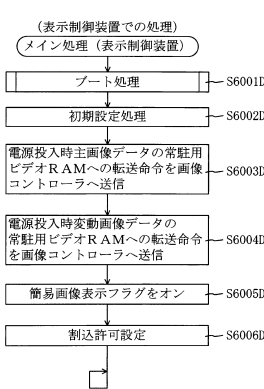 (表示制御装置での処理)
メイン処理(表示制御装置)
ブート処理
S6001D
初期設定処理
S6002D
電源投入時主画像データの常駐用
ビデオRAMへの転送命令を画像
コントローラへ送信
S6003D
電源投入時変動画像データの
常駐用ビデオRAMへの転送命令
を画像コントローラへ送信
S6004D
簡易画像表示フラグをオン
S6005D
割込許可設定
S6006D